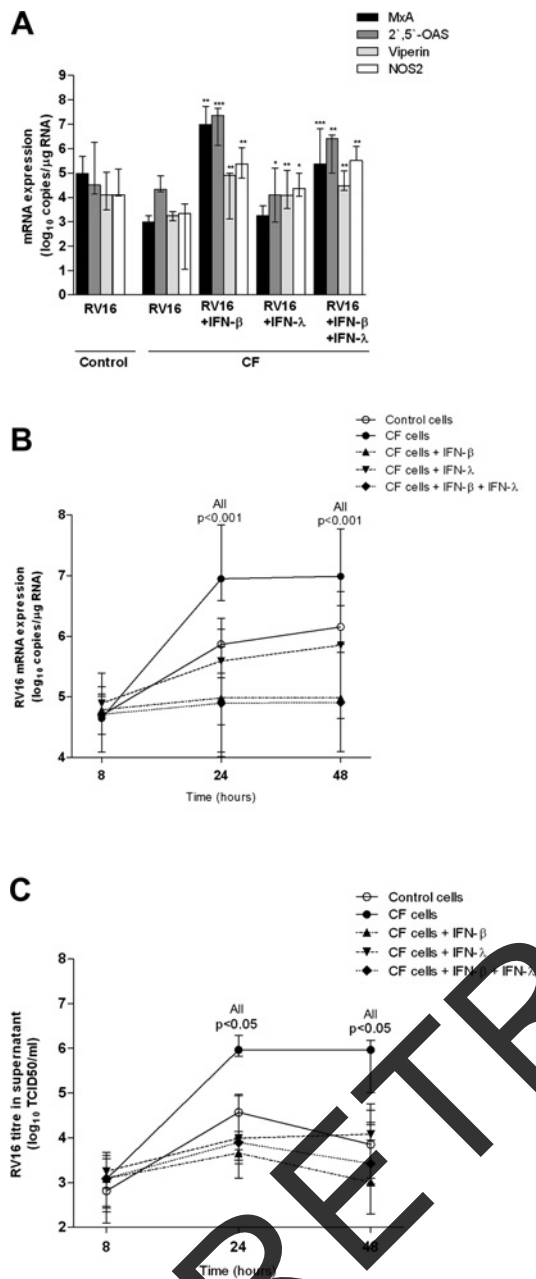 A
MxA
2`,5`-OAS
Viperin
NOS2
mRNA expression
(log10 copies/µg RNA)
9
8
7
6
5
4
3
2
1
0
** *** ** **
* ** *
*** ** ** **
RV16 RV16 RV16 RV16 RV16
+IFN-β +IFN-λ +IFN-β
+IFN-λ
Control CF
B
Control cells
CF cells
CF cells + IFN-β
CF cells + IFN-λ
CF cells + IFN-β + IFN-λ
RV16 mRNA expression
(log10 copies/µg RNA)
8
7
6
5
4
All All
p<0.001 p<0.001
8 24 48
Time (hours)
C
Control cells
CF cells
CF cells + IFN-β
CF cells + IFN-λ
CF cells + IFN-β + IFN-λ
RV16 titre in supernatant
(log10 TCID50/ml)
8
7
6
5
4
3
2
All All
p<0.05 p<0.05
8 24 48
Time (hours)
RETR